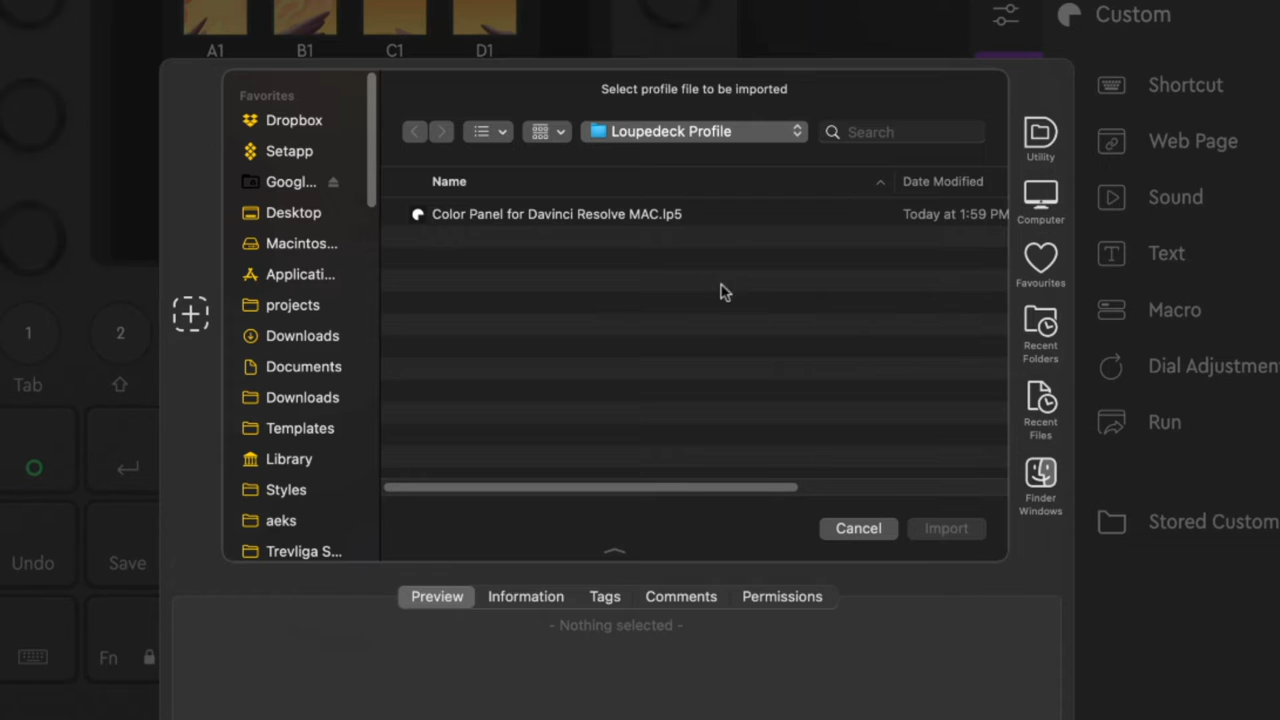 Custom
A1
B1
C1
D1
Select profile file to be imported
Favorites
Dropbox
Setapp
Googl...
Desktop
Macintos...
Applicati...
projects
Downloads
Documents
Downloads
Templates
Library
Styles
aeks
Trevliga S...
Loupedeck Profile
Search
Name
Date Modified
Color Panel for Davinci Resolve MAC.lp5
Today at 1:59 PM
Cancel
Import
Utility
Computer
Favourites
Recent
Folders
Recent
Files
Finder
Windows
Shortcut
Web Page
Sound
Text
Macro
Dial Adjustmen
Run
Stored Custom
1
2
Tab
Undo
Save
Fn
Preview
Information
Tags
Comments
Permissions
- Nothing selected -